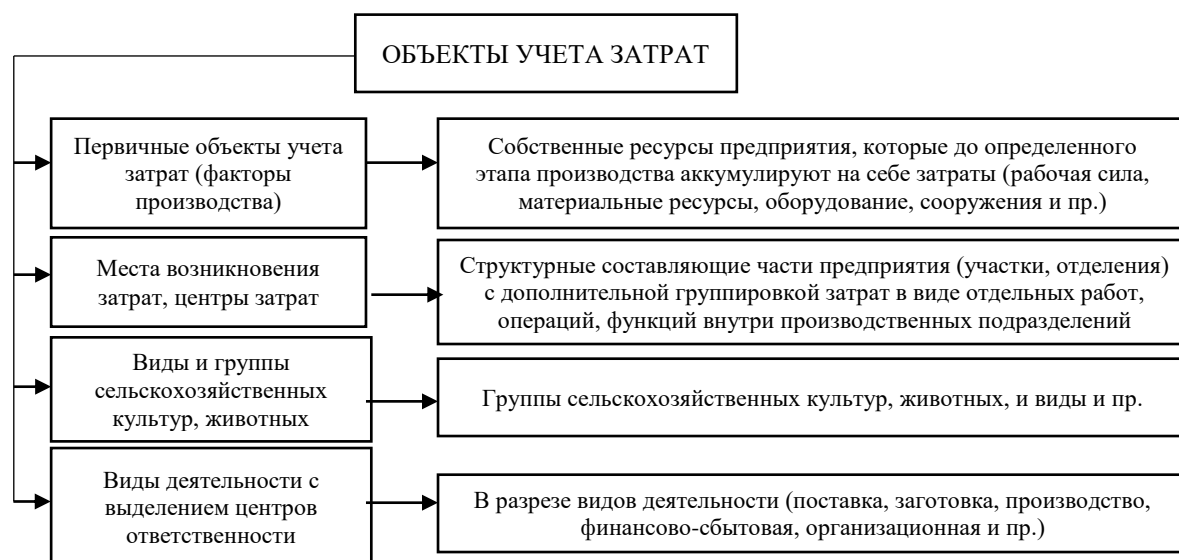 ОБЪЕКТЫ УЧЕТА ЗАТРАТ
Первичные объекты учета
затрат (факторы
производства)
Собственные ресурсы предприятия, которые до определенного
этапа производства аккумулируют на себе затраты (рабочая сила,
материальные ресурсы, оборудование, сооружения и пр.)
Места возникновения
затрат, центры затрат
Структурные составляющие части предприятия (участки, отделения)
с дополнительной группировкой затрат в виде отдельных работ,
операций, функций внутри производственных подразделений
Виды и группы
сельскохозяйственных
культур, животных
Группы сельскохозяйственных культур, животных, и виды и пр.
Виды деятельности с
выделением центров
ответственности
В разрезе видов деятельности (поставка, заготовка, производство,
финансово-сбытовая, организационная и пр.)